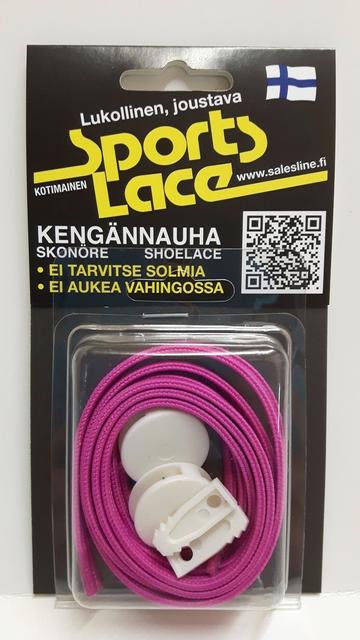 Lukollinen, joustava
Sports
KOTIMAINEN Lace www.salesline.fi
KENGÄNNAUHA
SKONÖRE SHOELACE
• EI TARVITSE SOLMIA
• EI AUKEA VAHINGOSSA